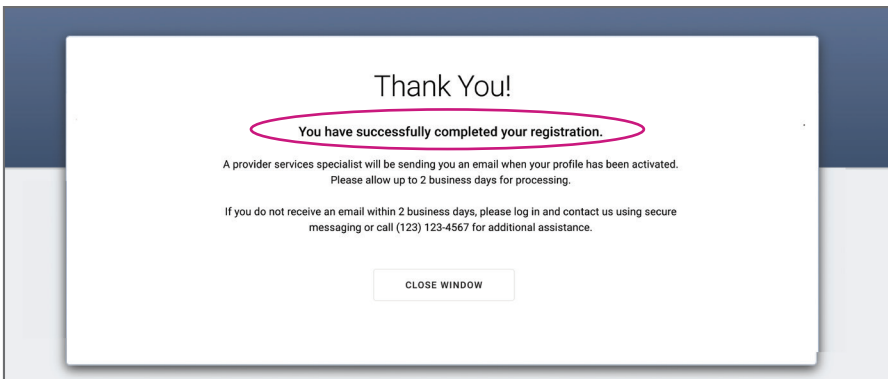 Thank You!
You have successfully completed your registration.
A provider services specialist will be sending you an email when your profile has been activated.
Please allow up to 2 business days for processing.
If you do not receive an email within 2 business days, please log in and contact us using secure
messaging or call (123) 123-4567 for additional assistance.
CLOSE WINDOW